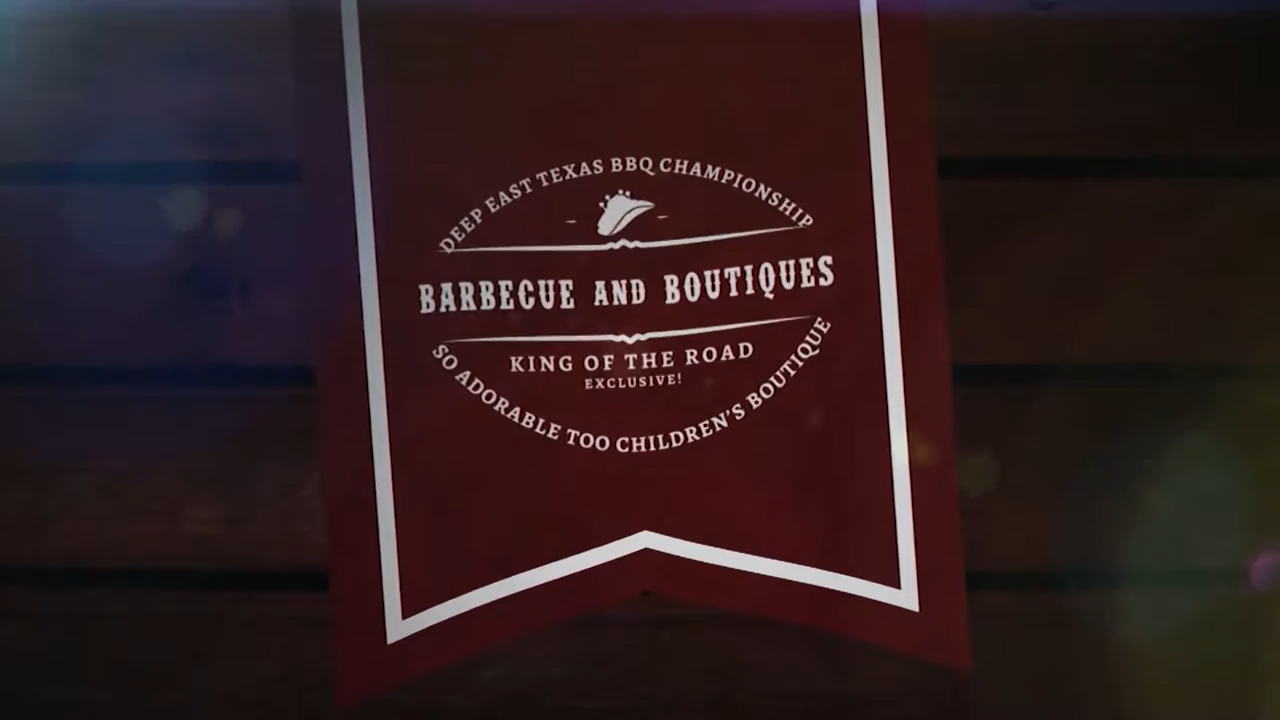 DEEP EAST TEXAS BBQ CHAMPIONSHIP
BARBECUE AND BOUTIQUES
KING OF THE ROAD
EXCLUSIVE!
SO ADORABLE TOO CHILDREN'S BOUTIQUE